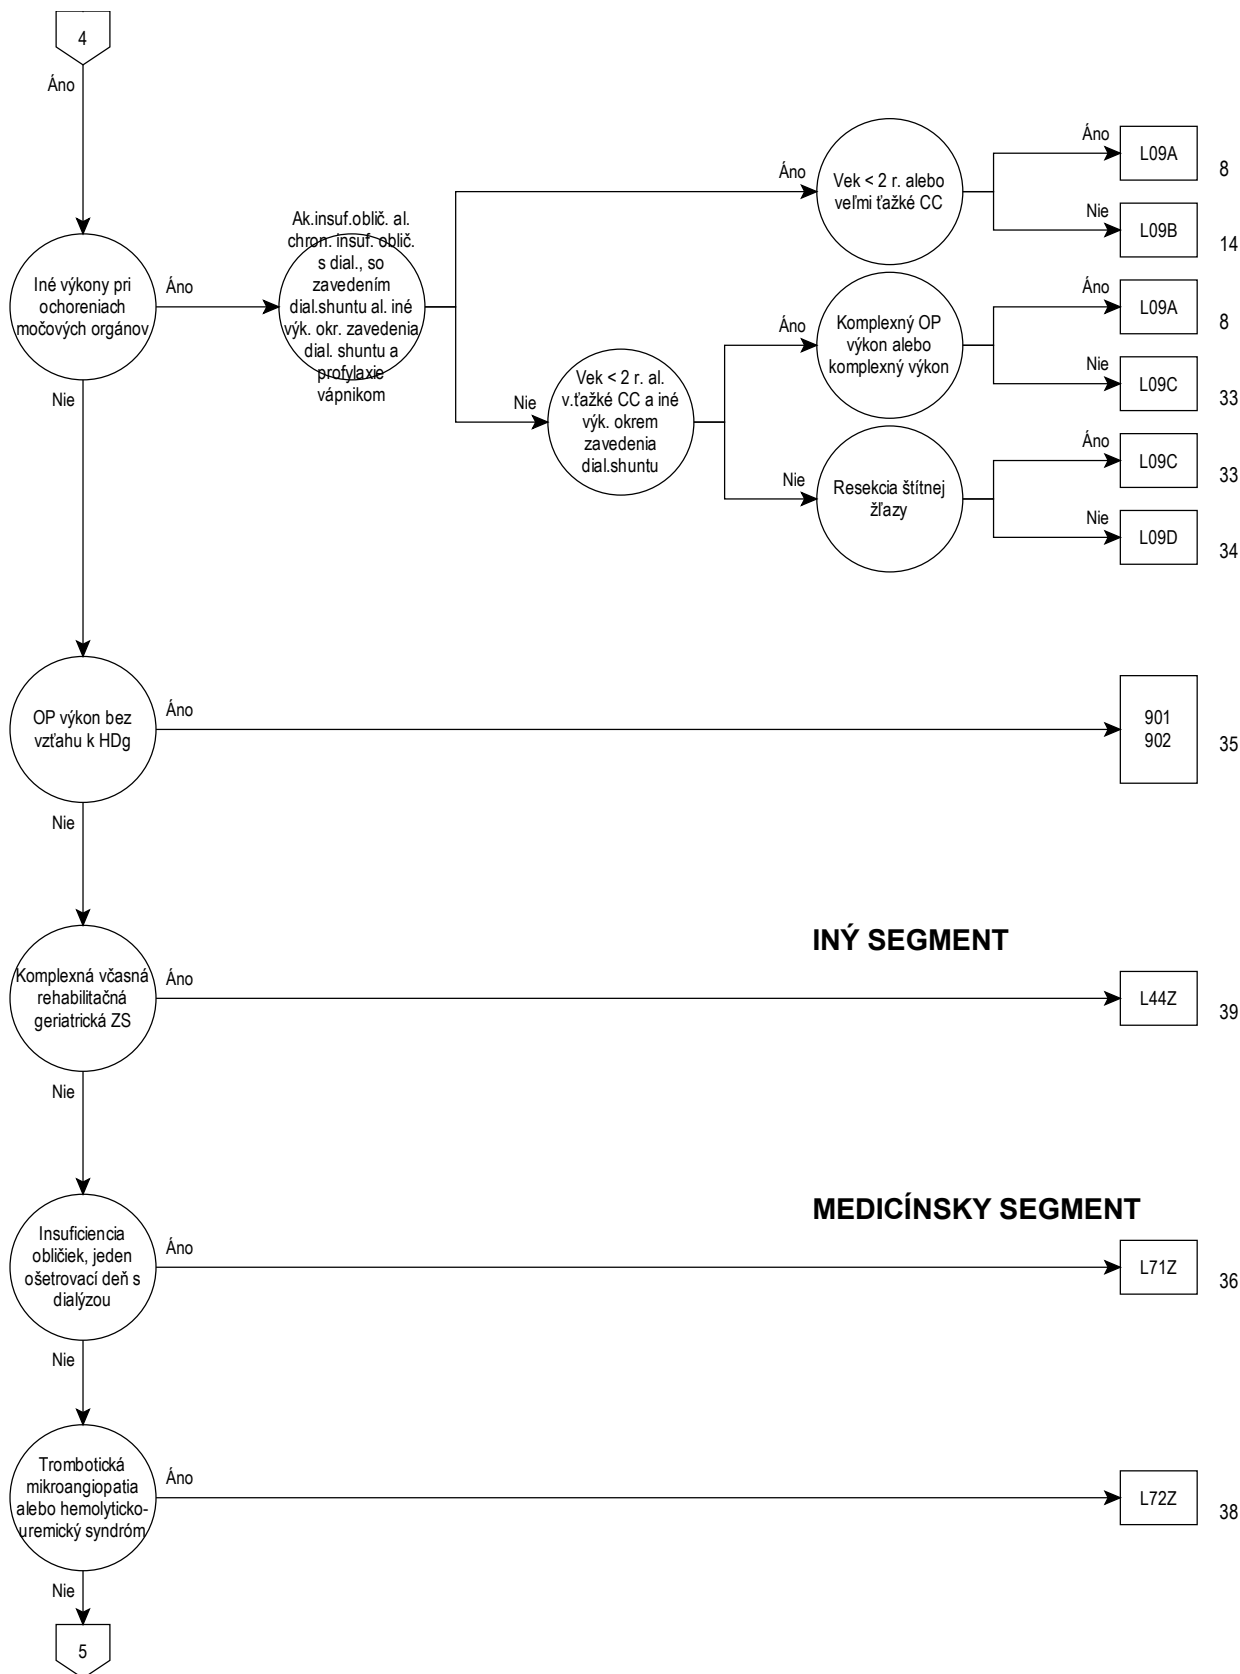 4
Áno
Iné výkony pri
ochoreniach
močových orgánov
Áno
Ak.insuf.oblič. al.
chron. insuf. oblič.
s dial., so
zavedením
dial.shuntu al. iné
výk. okr. zavedenia
dial. shuntu a
profylaxie
vápnikom
Áno
Vek < 2 r. alebo
veľmi ťažké CC
Áno
L09A
8
Nie
L09B
14
Nie
Vek < 2 r. al.
v.ťažké CC a iné
výk. okrem
zavedenia
dial.shuntu
Áno
Komplexný OP
výkon alebo
komplexný výkon
Áno
L09A
8
Nie
L09C
33
Nie
Resekcia štítnej
žľazy
Áno
L09C
33
Nie
L09D
34
Nie
OP výkon bez
vzťahu k HDg
Áno
901
902
35
Nie
INÝ SEGMENT
Komplexná včasná
rehabilitačná
geriatrická ZS
Áno
L44Z
39
Nie
MEDICÍNSKY SEGMENT
Insuficiencia
obličiek, jeden
ošetrovací deň s
dialýzou
Áno
L71Z
36
Nie
Trombotická
mikroangiopatia
alebo hemolyticko-
uremický syndróm
Áno
L72Z
38
Nie
5